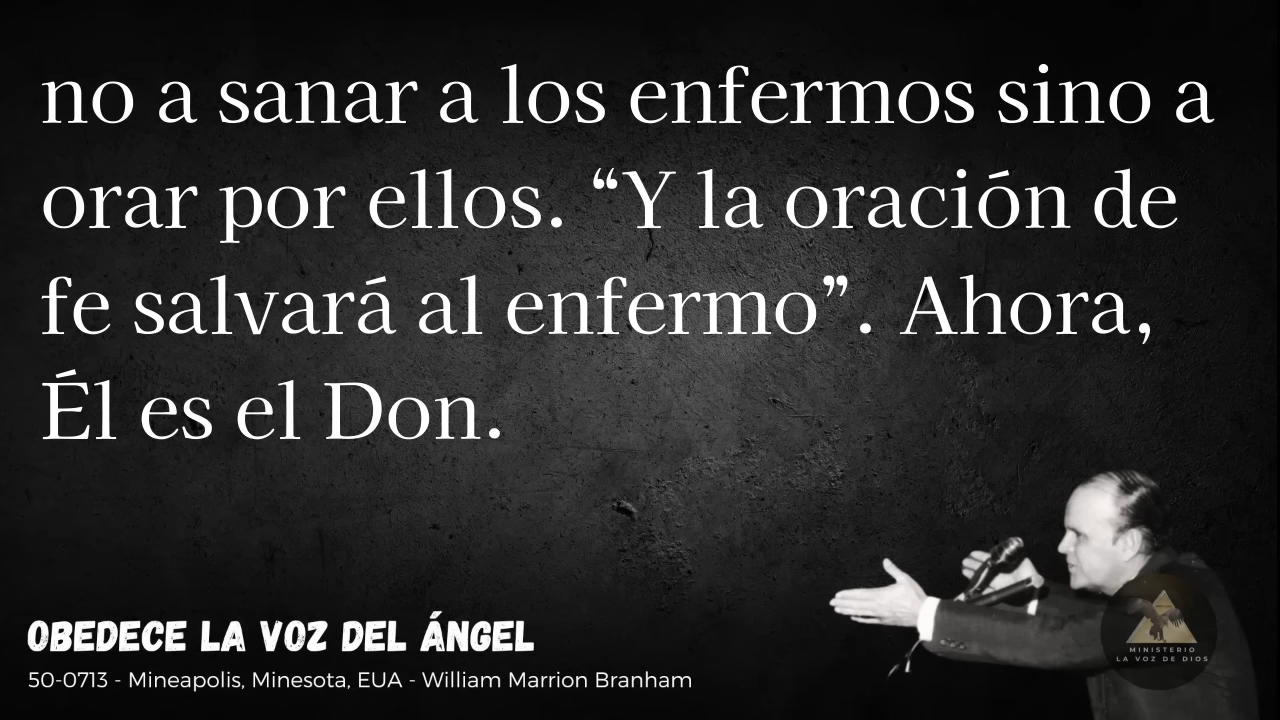 no a sanar a los enfermos sino a
orar por ellos. “Y la oración de
fe salvará al enfermo”. Ahora,
Él es el Don.
OBEDECE LA VOZ DEL ÁNGEL
50-0713 - Mineapolis, Minesota, EUA - William Marrion Branham
MINISTERIO
LA VOZ DE DIOS